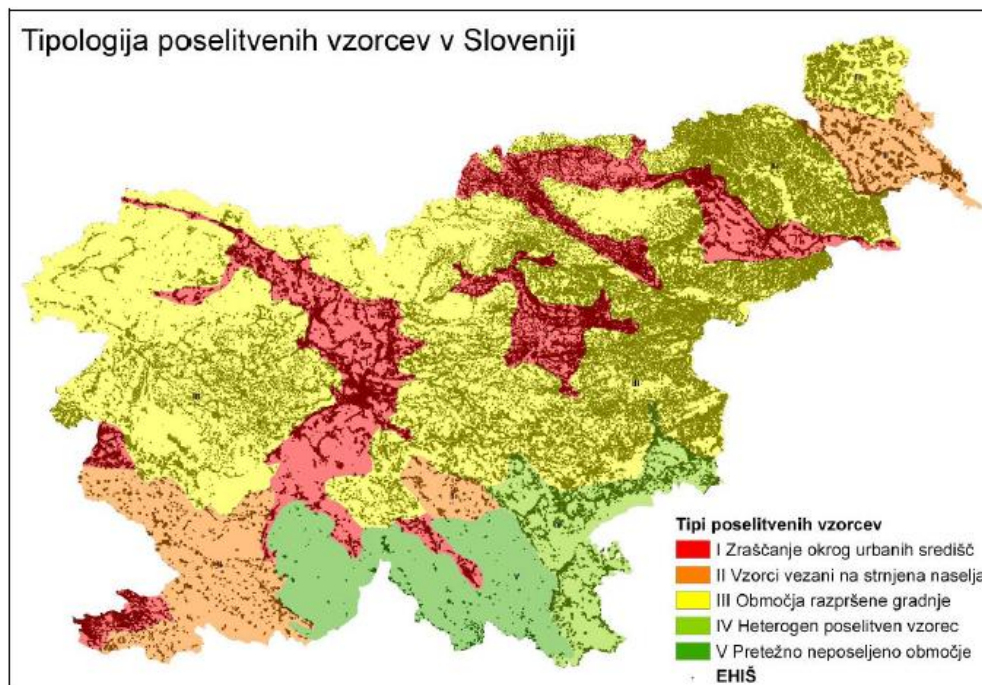 Tipologija poselitvenih vzorcev v Sloveniji
Tipi poselitvenih vzorcev
I Zraščanje okrog urbanih središč
II Vzorci vezani na strnjena naselja
III Območja razpršene gradnje
IV Heterogen poselitven vzorec
V Pretežno neposeljeno območje
EHIŠ